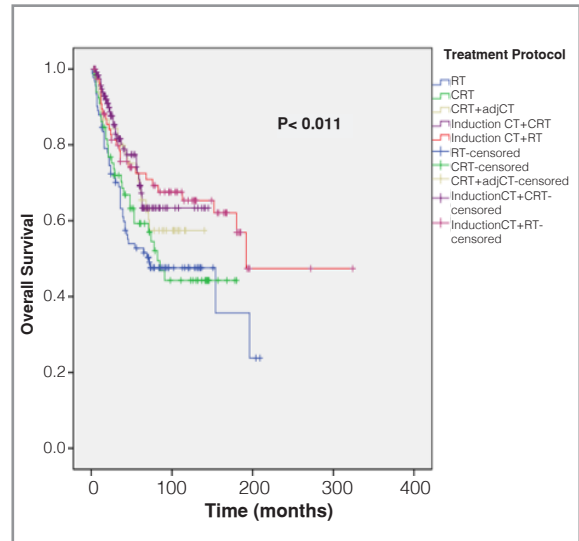 Treatment Protocol
RT
CRT
CRT+adjCT
Induction CT+CRT
Induction CT+RT
RT-censored
CRT-censored
CRT+adjCT-censored
InductionCT+CRT-
censored
InductionCT+RT-
censored
P< 0.011
Overall Survival
1.0
0.8
0.6
0.4
0.2
0.0
0 100 200 300 400
Time (months)